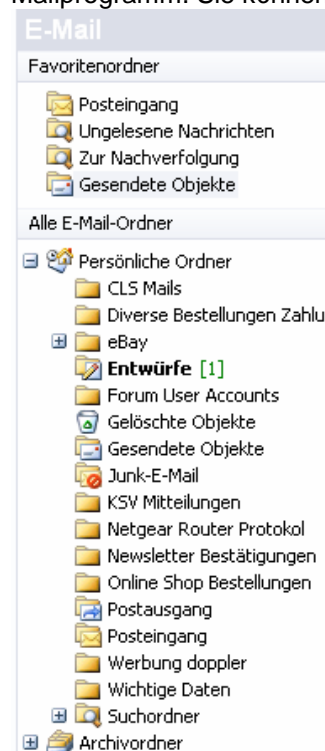 Mailprogramm. Sie können
E-Mail
Favoritenordner
Posteingang
Ungelesene Nachrichten
Zur Nachverfolgung
Gesendete Objekte
Alle E-Mail-Ordner
Persönliche Ordner
CLS Mails
Diverse Bestellungen Zahlu
eBay
Entwürfe [1]
Forum User Accounts
Gelöschte Objekte
Gesendete Objekte
Junk-E-Mail
KSV Mitteilungen
Netgear Router Protokol
Newsletter Bestätigungen
Online Shop Bestellungen
Postausgang
Posteingang
Werbung doppler
Wichtige Daten
Suchordner
Archivordner